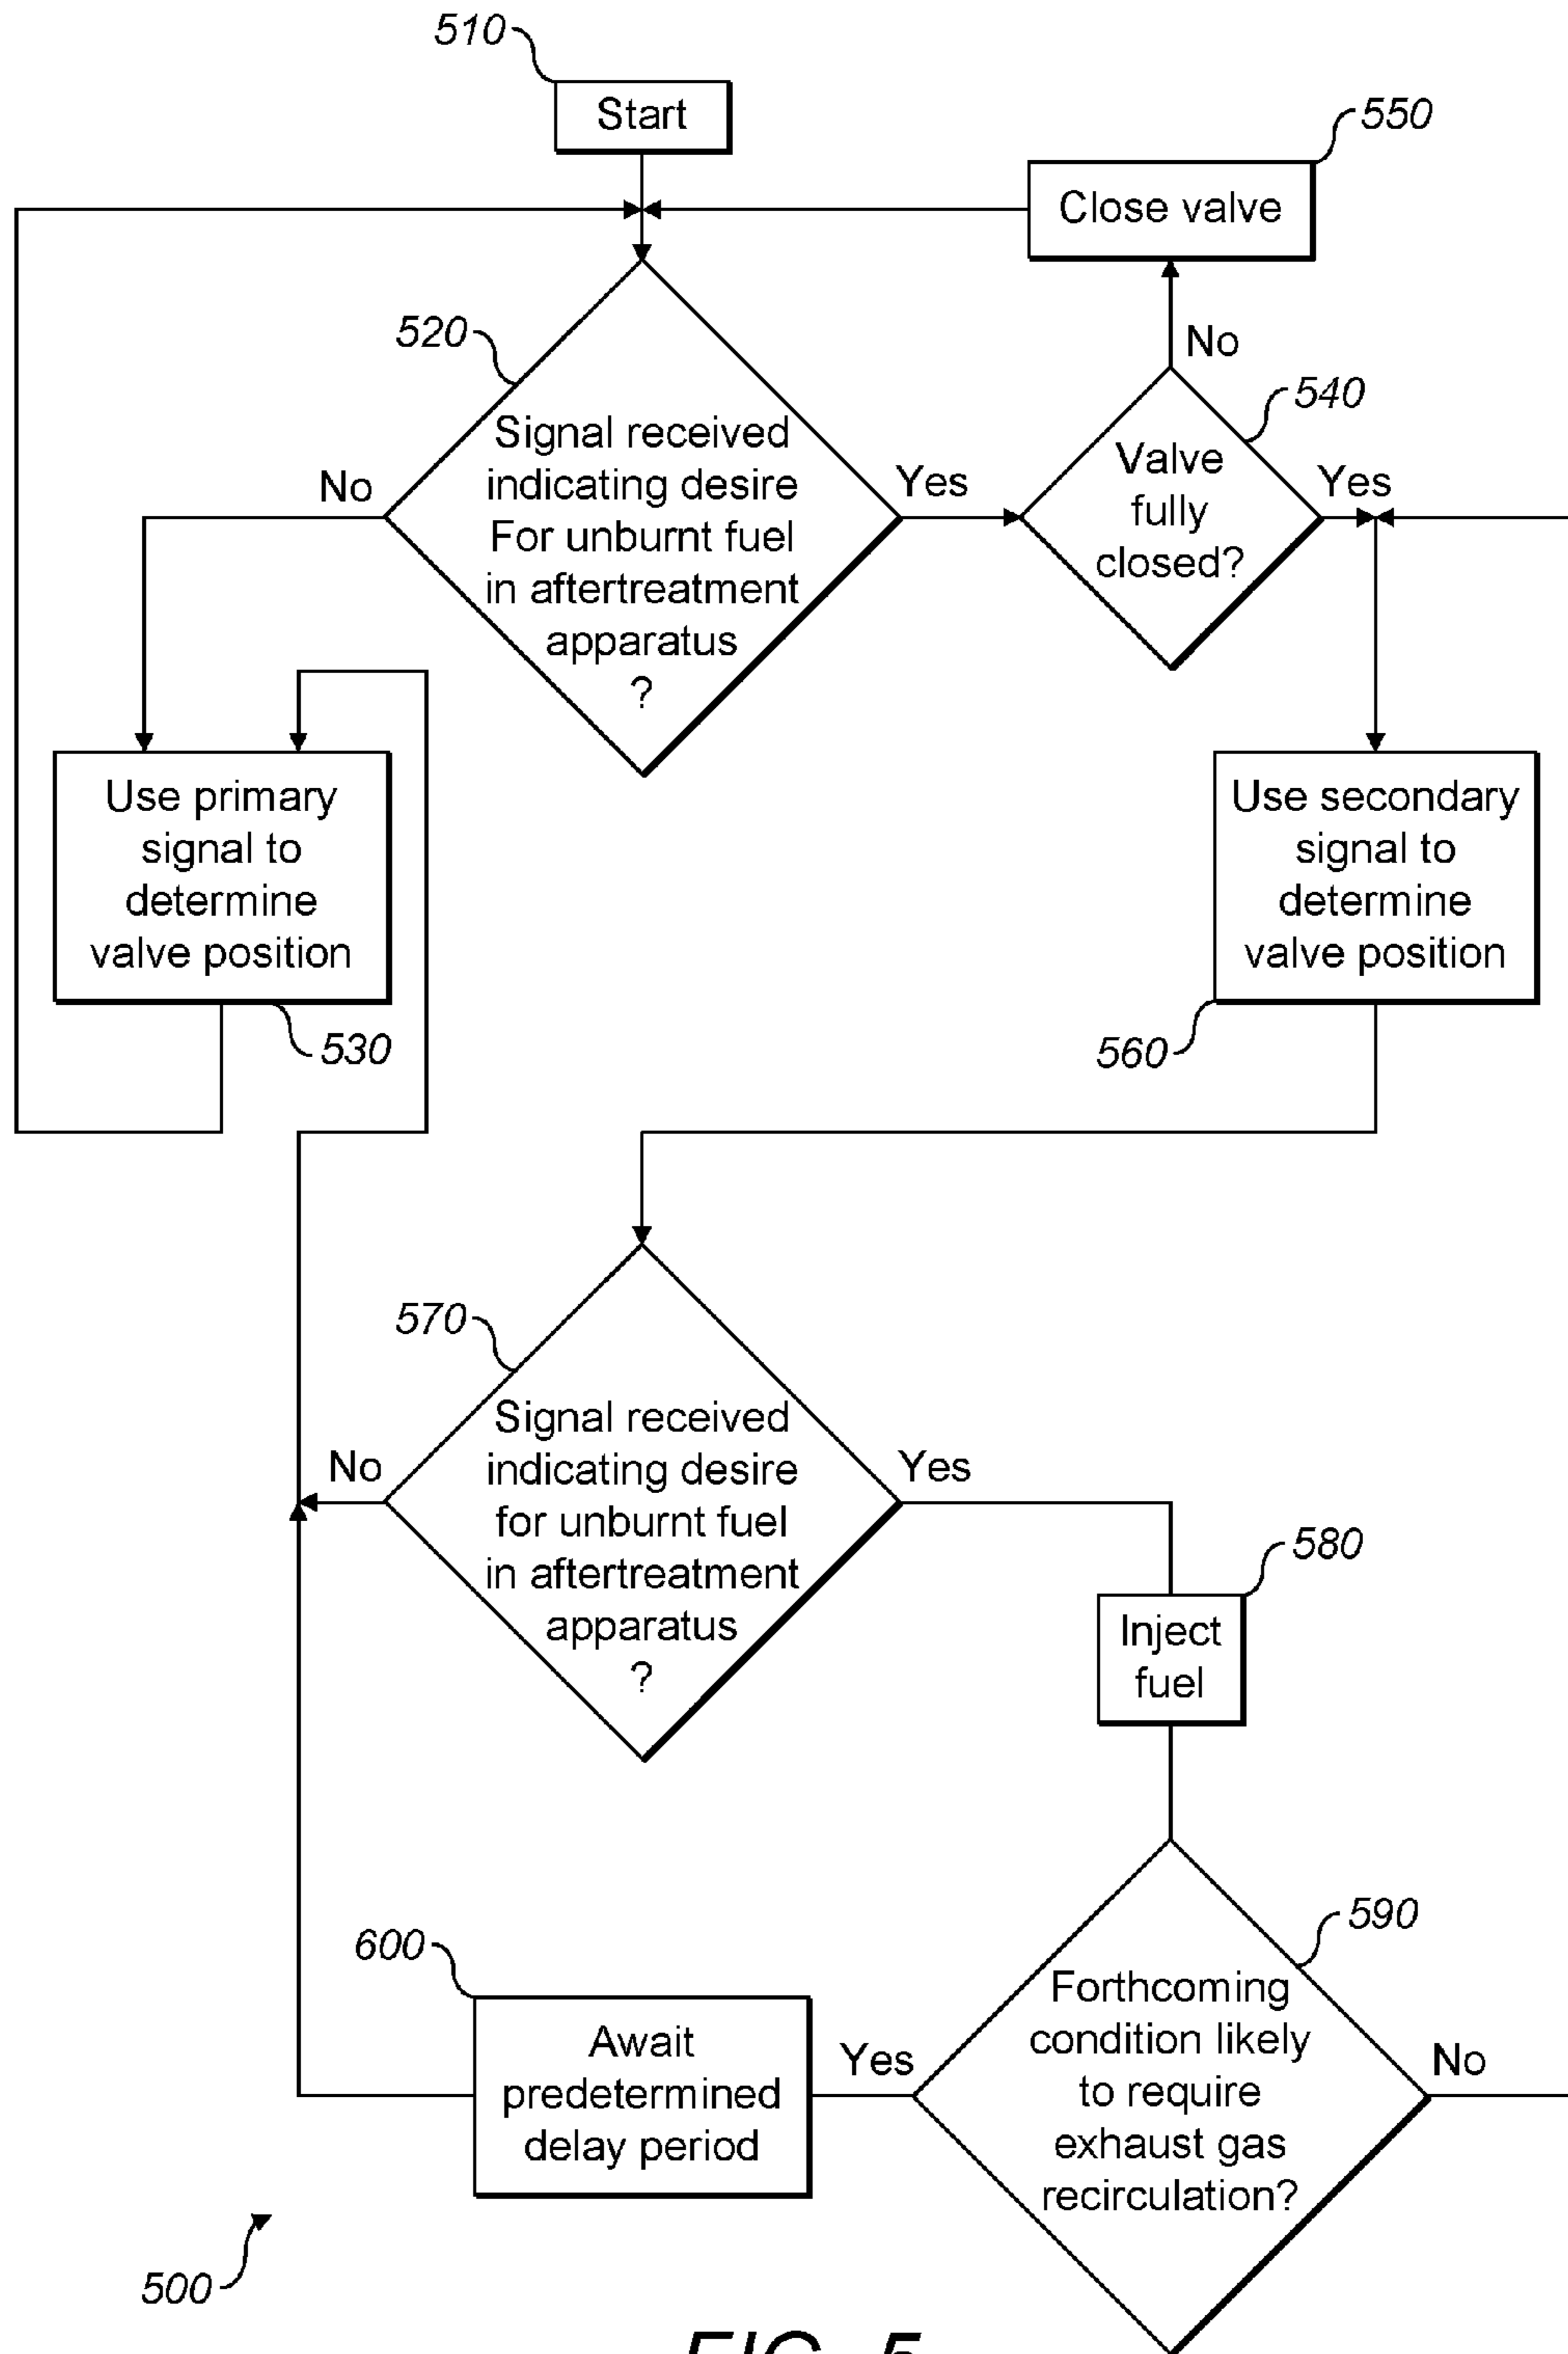 510
Start
550
Close valve
520
No
540
Signal received
indicating desire
For unburnt fuel
in aftertreatment
apparatus
?
No
Yes
Valve
fully
closed?
Yes
Use primary
signal to
determine
valve position
530
Use secondary
signal to
determine
valve position
560
570
Signal received
indicating desire
for unburnt fuel
in aftertreatment
apparatus
?
No
Yes
580
Inject
fuel
590
600
Forthcoming
condition likely
to require
exhaust gas
recirculation?
Await
predetermined
delay period
Yes
No
500
FIG. 5